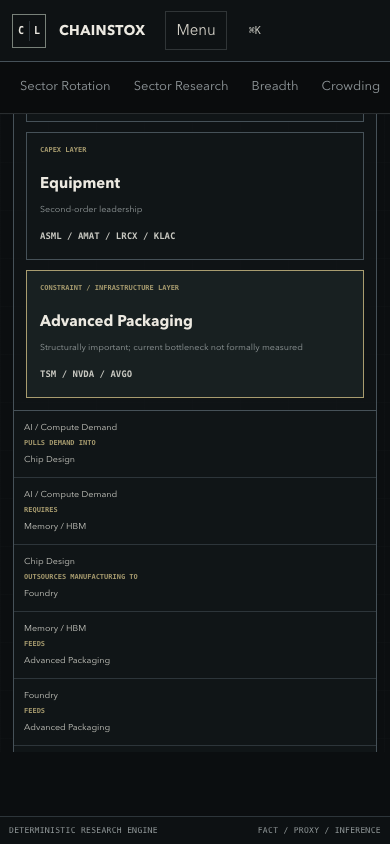 C L CHAINSTOX Menu ⌘K
Sector Rotation Sector Research Breadth Crowding
CAPEX LAYER
Equipment
Second-order leadership
ASML / AMAT / LRCX / KLAC
CONSTRAINT / INFRASTRUCTURE LAYER
Advanced Packaging
Structurally important; current bottleneck not formally measured
TSM / NVDA / AVGO
AI / Compute Demand
PULLS DEMAND INTO
Chip Design
AI / Compute Demand
REQUIRES
Memory / HBM
Chip Design
OUTSOURCES MANUFACTURING TO
Foundry
Memory / HBM
FEEDS
Advanced Packaging
Foundry
FEEDS
Advanced Packaging
DETERMINISTIC RESEARCH ENGINE FACT / PROXY / INFERENCE